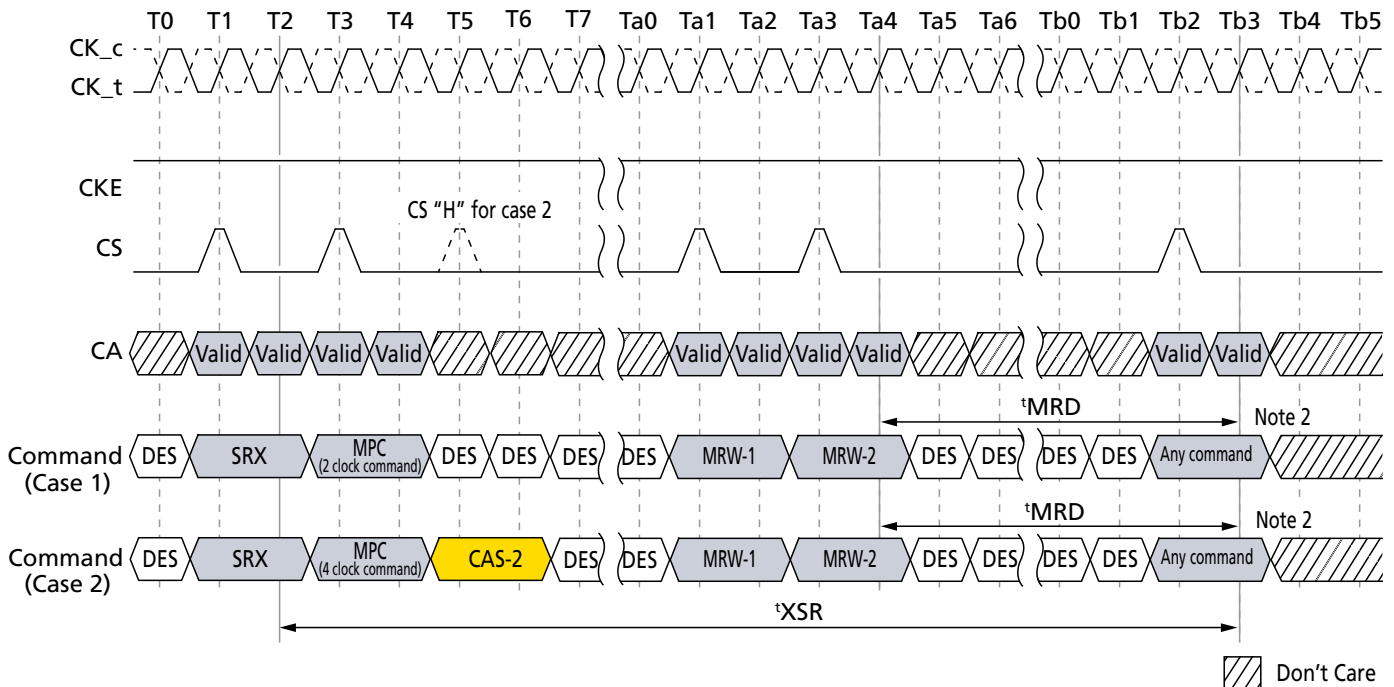 T0 T1 T2 T3 T4 T5 T6 T7 Ta0 Ta1 Ta2 Ta3 Ta4 Ta5 Ta6 Tb0 Tb1 Tb2 Tb3 Tb4 Tb5
CK_c
CK_t
CKE
CS "H" for case 2
CS
CA Valid Valid Valid Valid Valid Valid Valid Valid Valid Valid
tMRD Note 2
Command (Case 1) DES SRX MPC (2 clock command) DES DES DES DES MRW-1 MRW-2 DES DES DES DES Any command
tMRD Note 2
Command (Case 2) DES SRX MPC (4 clock command) CAS-2 DES DES MRW-1 MRW-2 DES DES DES DES Any command
tXSR
Don't Care